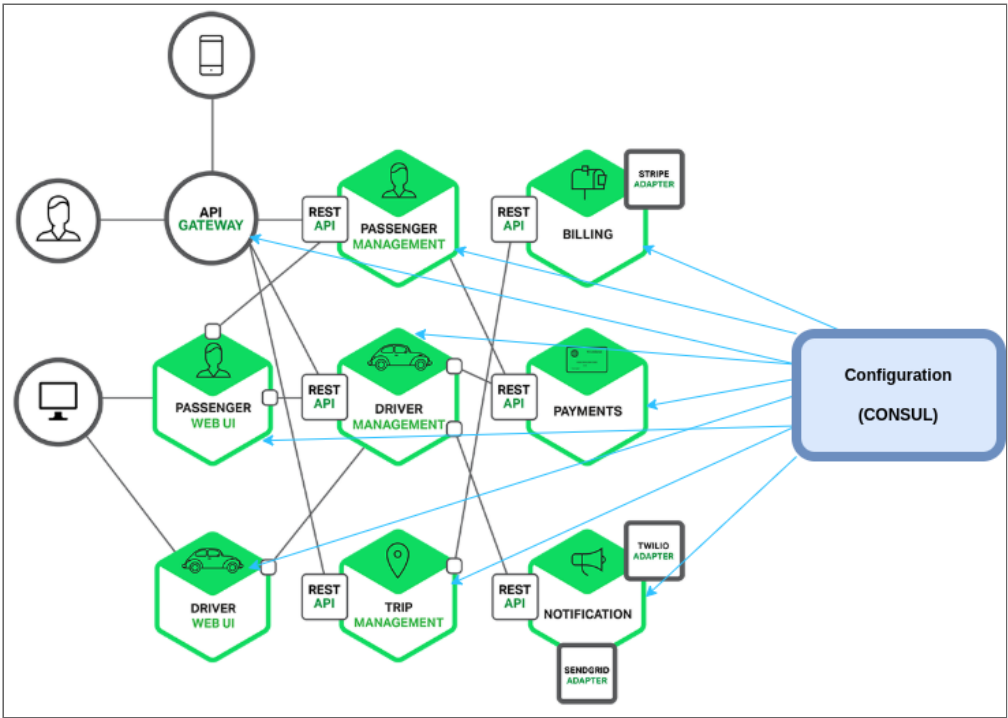 API
GATEWAY
REST
API
PASSENGER
MANAGEMENT
REST
API
BILLING
STRIPE
ADAPTER
PASSENGER
WEB UI
REST
API
DRIVER
MANAGEMENT
REST
API
PAYMENTS
Configuration
(CONSUL)
DRIVER
WEB UI
REST
API
TRIP
MANAGEMENT
REST
API
NOTIFICATION
TWILIO
ADAPTER
SENDGRID
ADAPTER